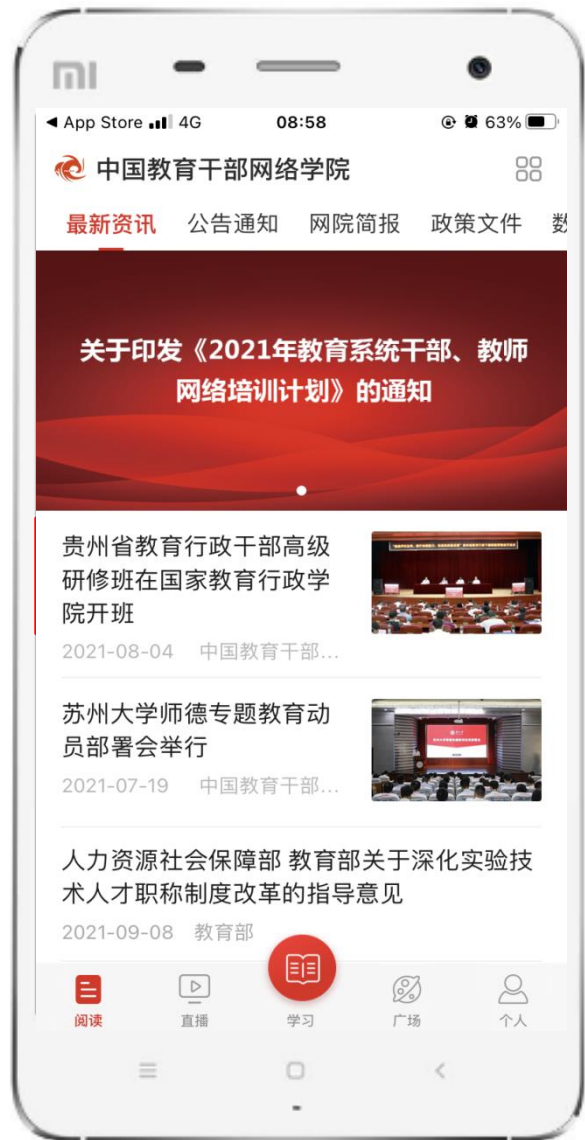 ◀ App Store 4G 08:58 63%
中国教育干部网络学院
最新资讯 公告通知 网院简报 政策文件 数
关于印发《2021年教育系统干部、教师
网络培训计划》的通知
贵州省教育行政干部高级
研修班在国家教育行政学
院开班
2021-08-04 中国教育干部...
苏州大学师德专题教育动
员部署会举行
2021-07-19 中国教育干部...
人力资源社会保障部 教育部关于深化实验技
术人才职称制度改革的指导意见
2021-09-08 教育部
阅读 直播 学习 广场 个人